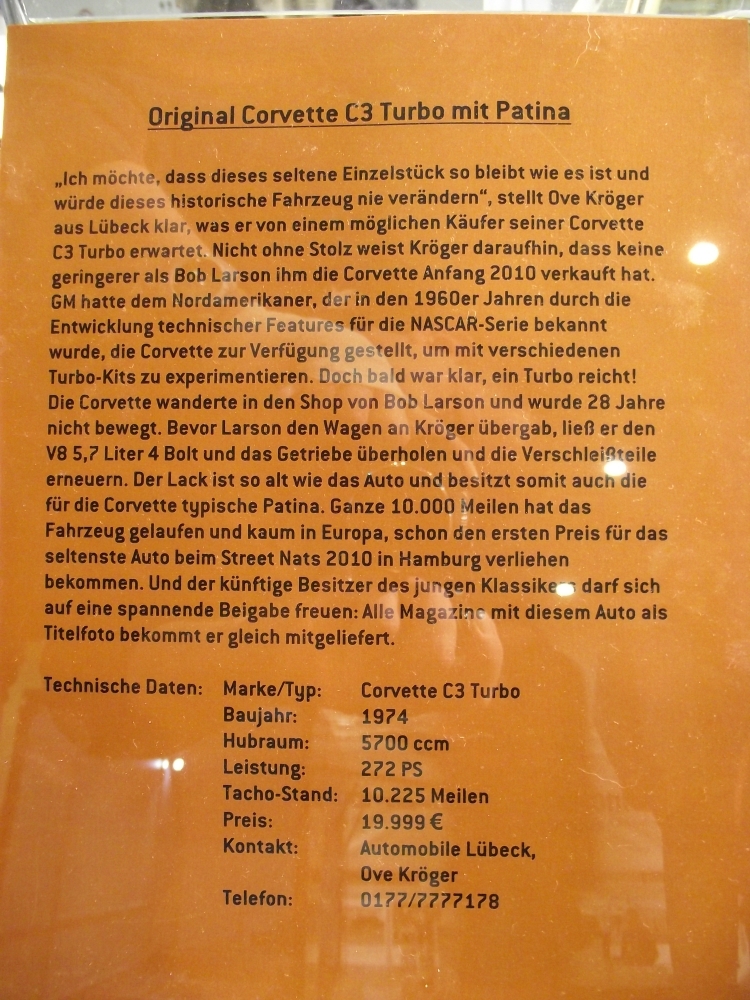 Original Corvette C3 Turbo mit Patina
„Ich möchte, dass dieses seltene Einzelstück so bleibt wie es ist und
würde dieses historische Fahrzeug nie verändern“, stellt Ove Kröger
aus Lübeck klar, was er von einem möglichen Käufer seiner Corvette
C3 Turbo erwartet. Nicht ohne Stolz weist Kröger daraufhin, dass keine
geringerer als Bob Larson ihm die Corvette Anfang 2010 verkauft hat.
GM hatte dem Nordamerikaner, der in den 1960er Jahren durch die
Entwicklung technischer Features für die NASCAR-Serie bekannt
wurde, die Corvette zur Verfügung gestellt, um mit verschiedenen
Turbo-Kits zu experimentieren. Doch bald war klar, ein Turbo reicht!
Die Corvette wanderte in den Shop von Bob Larson und wurde 28 Jahre
nicht bewegt. Bevor Larson den Wagen an Kröger übergab, ließ er den
V8 5,7 Liter 4 Bolt und das Getriebe überholen und die Verschleißteile
erneuern. Der Lack ist so alt wie das Auto und besitzt somit auch die
für die Corvette typische Patina. Ganze 10.000 Meilen hat das
Fahrzeug gelaufen und kaum in Europa, schon den ersten Preis für das
seltenste Auto beim Street Nats 2010 in Hamburg verliehen
bekommen. Und der künftige Besitzer des jungen Klassikers darf sich
auf eine spannende Beigabe freuen: Alle Magazine mit diesem Auto als
Titelfoto bekommt er gleich mitgeliefert.
Technische Daten: Marke/Typ: Corvette C3 Turbo
Baujahr: 1974
Hubraum: 5700 ccm
Leistung: 272 PS
Tacho-Stand: 10.225 Meilen
Preis: 19.999 €
Kontakt: Automobile Lübeck,
Ove Kröger
Telefon: 0177/7777178